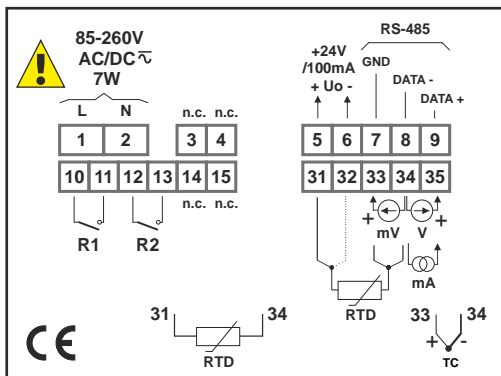 85-260V
AC/DC
7W
L N
n.c. n.c.
1 2 3 4
10 11 12 13 14 15
n.c. n.c.
R1 R2
RS-485
+24V
/100mA
+ Uo -
GND
DATA -
DATA +
5 6 7 8 9
31 32 33 34 35
+ mV V +
mA
RTD
31 34
RTD
33 34
+ -
TC
CE